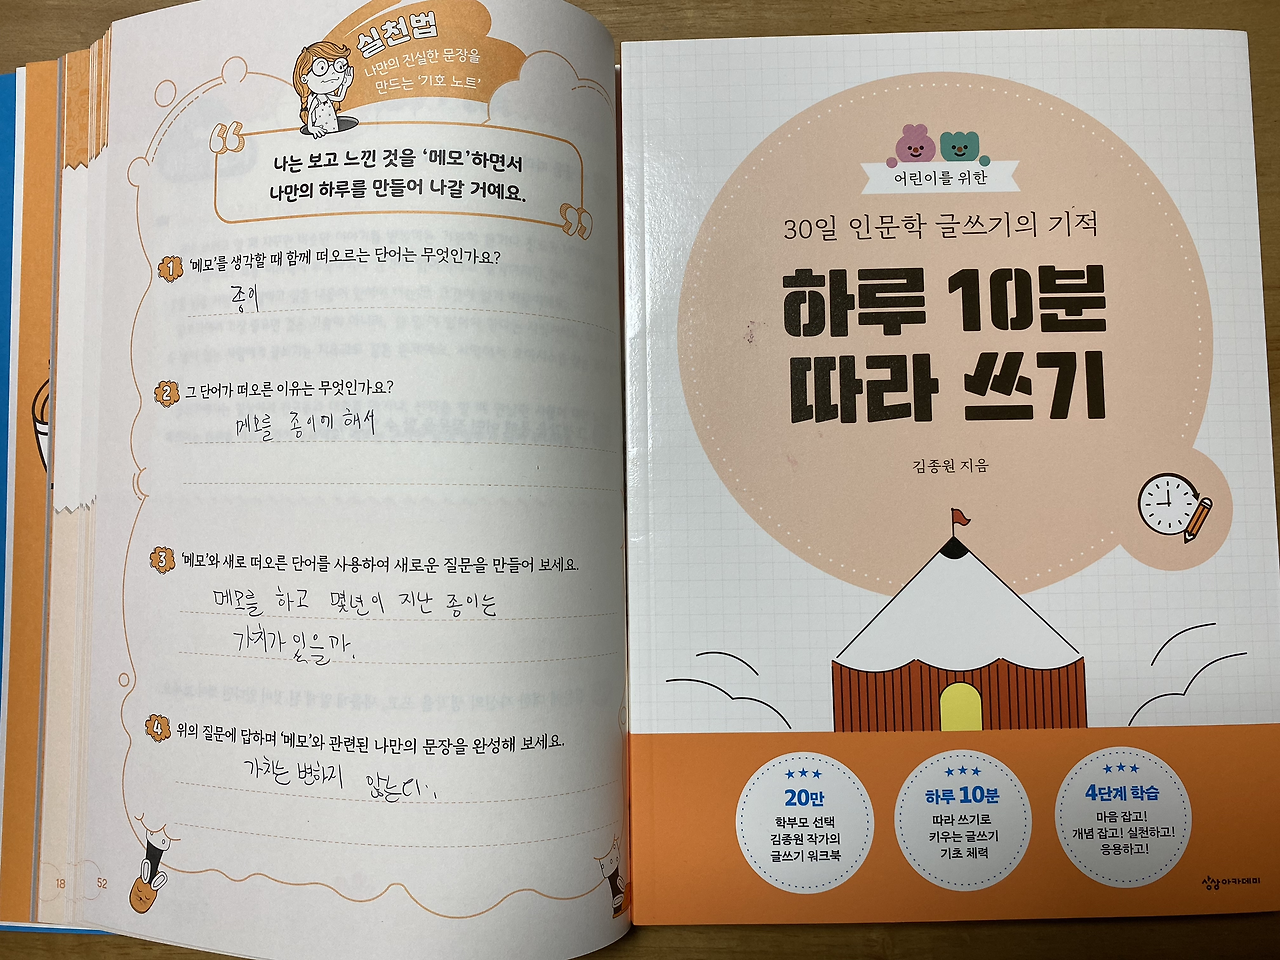 실천법
나만의 진실한 문장을
만드는 '기호 노트'
나는 보고 느낀 것을 '메모'하면서
나만의 하루를 만들어 나갈 거예요.
1 '메모'를 생각할 때 함께 떠오르는 단어는 무엇인가요?
종이
2 그 단어가 떠오른 이유는 무엇인가요?
메모를 종이에 해서
3 '메모'와 새로 떠오른 단어를 사용하여 새로운 질문을 만들어 보세요.
메모를 하고 몇년이 지난 종이는
가치가 있을까.
4 위의 질문에 답하며 '메모'와 관련된 나만의 문장을 완성해 보세요.
가치는 변하지 않는다..
18 52
어린이를 위한
30일 인문학 글쓰기의 기적
하루 10분
따라 쓰기
김종원 지음
20만
학부모 선택
김종원 작가의
글쓰기 워크북
하루 10분
따라 쓰기로
키우는 글쓰기
기초 체력
4단계 학습
마음 잡고!
개념 잡고! 실천하고!
응용하고!
상상아카데미